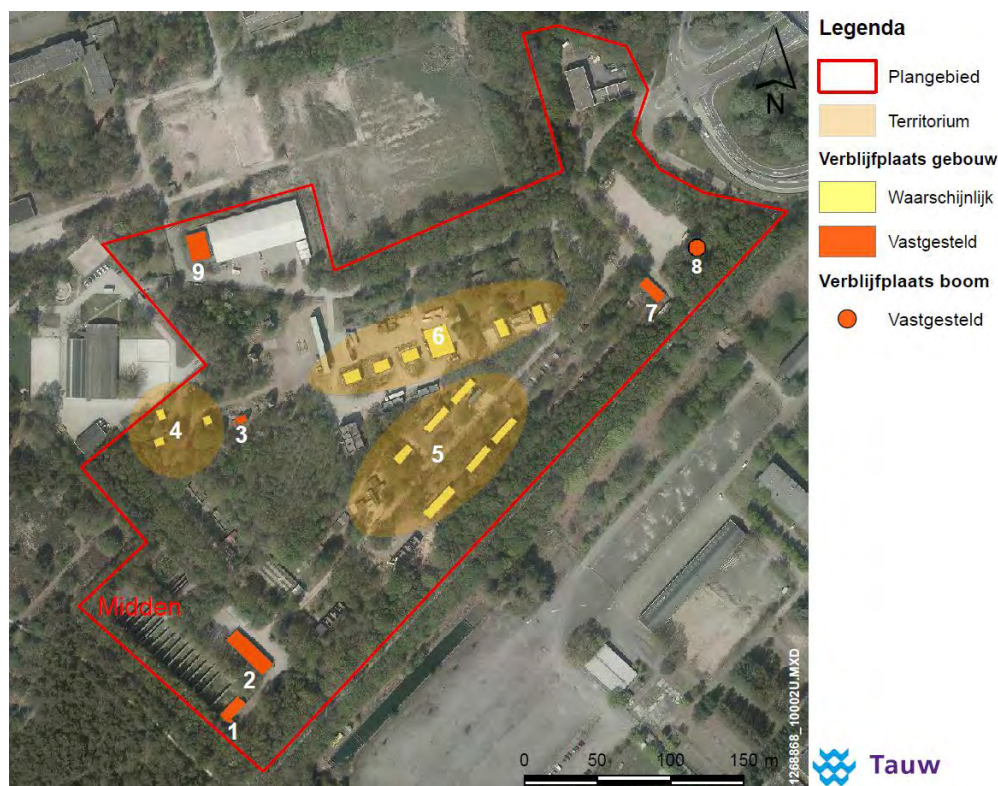 Legenda
Plangebied
Territorium
Verblijfplaats gebouw
Waarschijnlijk
Vastgesteld
Verblijfplaats boom
Vastgesteld
N
9
8
7
6
5
4
3
Midden
2
1
1268868_10002U.MXD
0 50 100 150 m
Tauw